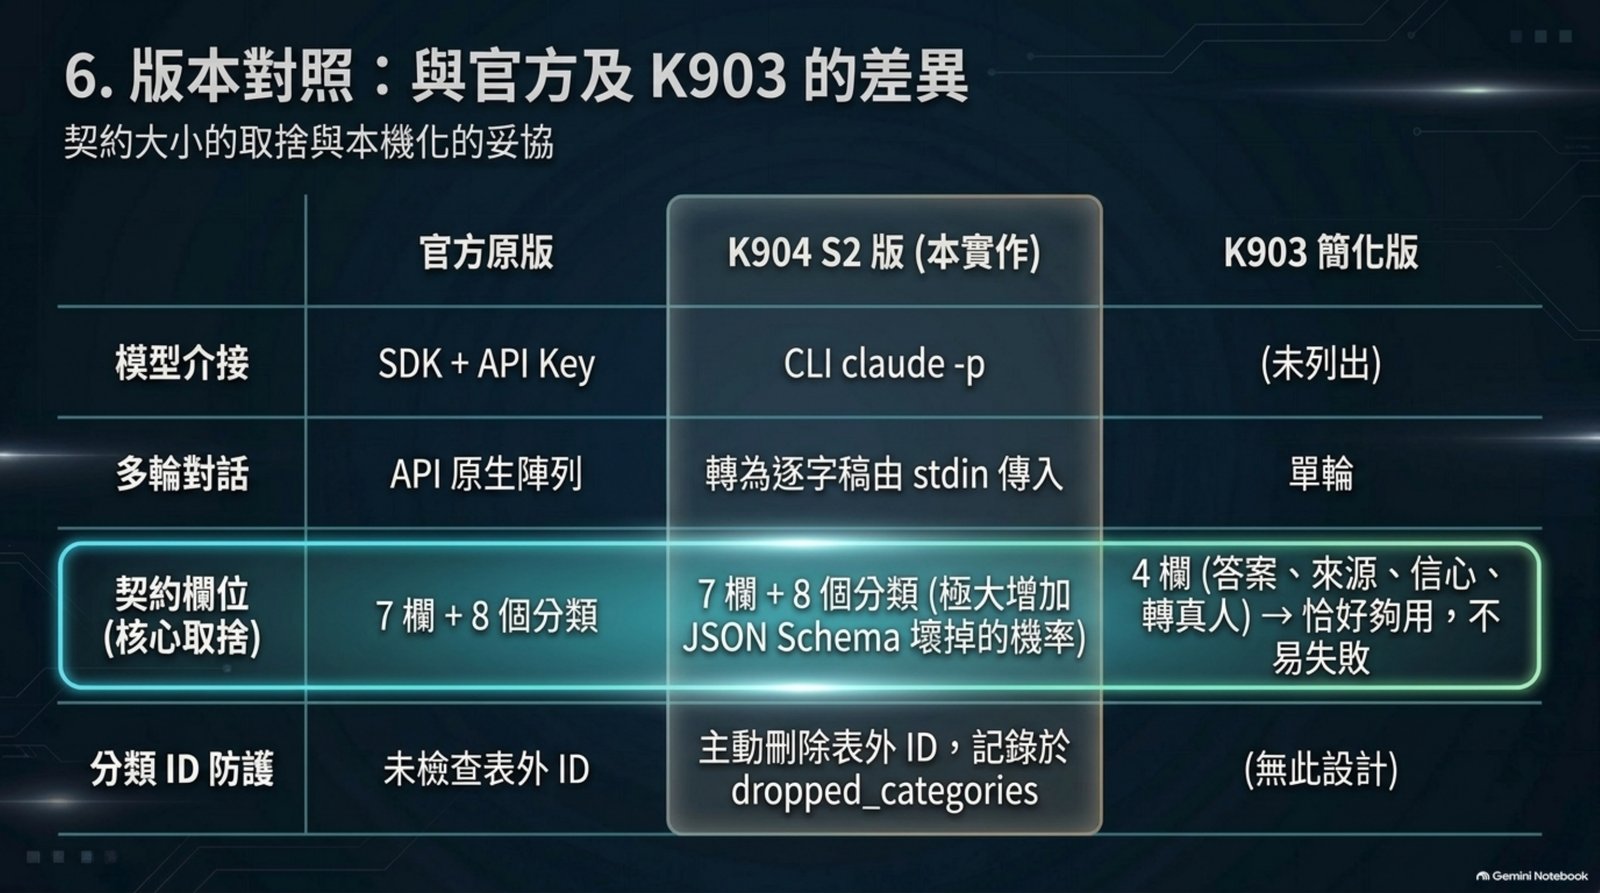 6. 版本對照：與官方及 K903 的差異
契約大小的取捨與本機化的妥協
官方原版
K904 S2 版 (本實作)
K903 簡化版
模型介接
SDK + API Key
CLI claude -p
(未列出)
多輪對話
API 原生陣列
轉為逐字稿由 stdin 傳入
單輪
契約欄位
(核心取捨)
7 欄 + 8 個分類
7 欄 + 8 個分類 (極大增加
JSON Schema 壞掉的機率)
4 欄 (答案、來源、信心、
轉真人) → 恰好夠用，不
易失敗
分類 ID 防護
未檢查表外 ID
主動刪除表外 ID，記錄於
dropped_categories
(無此設計)
Gemini Notebook